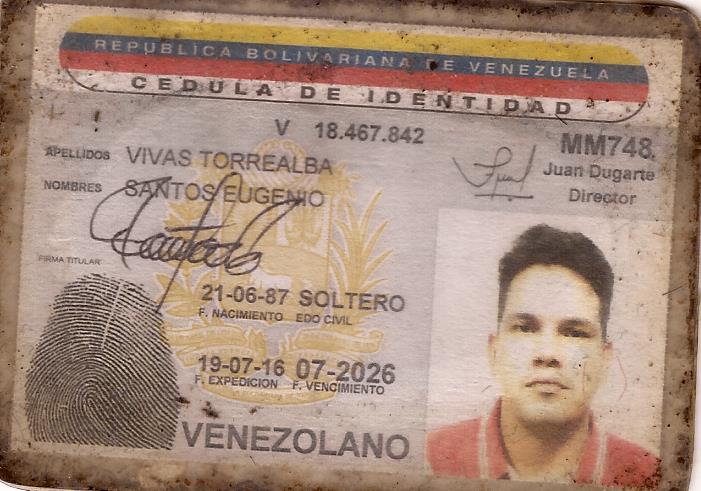 REPUBLICA BOLIVARIANA DE VENEZUELA
CEDULA DE IDENTIDAD
V 18.467.842
MM748
APELLIDOS VIVAS TORREALBA
Juan Dugarte
NOMBRES SANTOS EUGENIO
Director
FIRMA TITULAR
21-06-87 SOLTERO
F. NACIMIENTO EDO CIVIL
19-07-16 07-2026
F. EXPEDICION F. VENCIMIENTO
VENEZOLANO